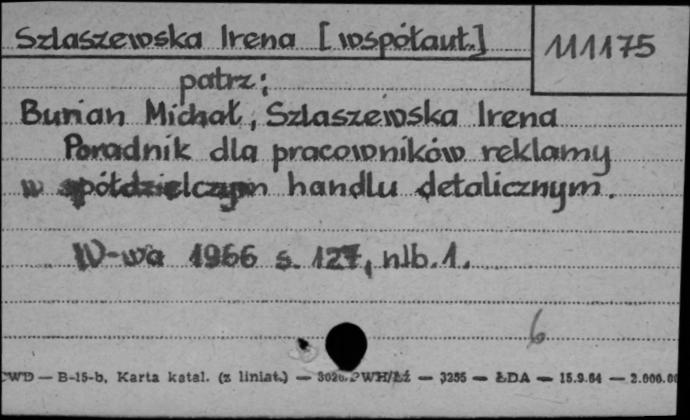 Szlaszewska Irena [współaut.] 111175
patrz:
Burian Michał, Szlaszewska Irena
Poradnik dla pracowników reklamy
w spółdzielczym handlu detalicznym.
W-wa 1966 s. 127, nlb. 1.
6
CWD — B-15-b, Karta katal. (z liniat.) — 3026. PWH/Łź — 3255 — ŁDA — 15.9.64 — 2.000.00